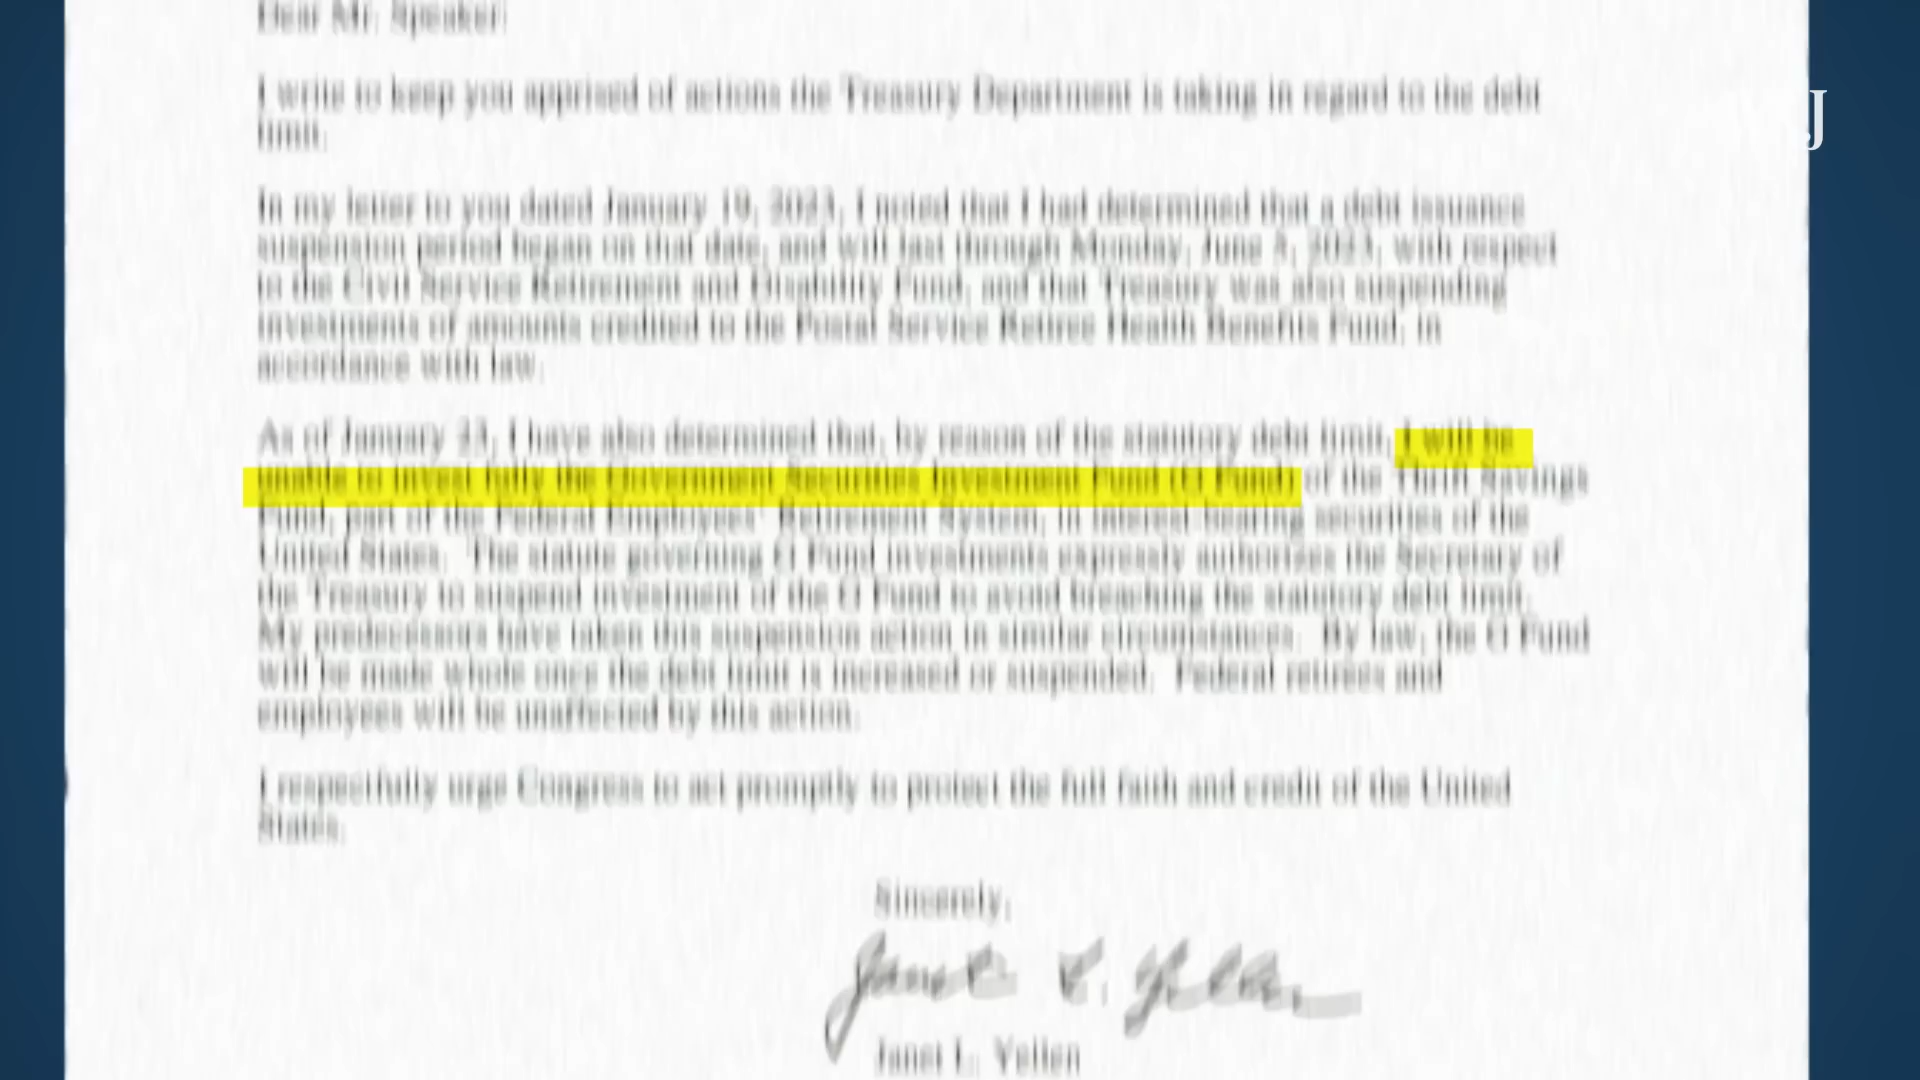 Dear Mr. Speaker:
I write to keep you apprised of actions the Treasury Department is taking in regard to the debt
limit.
In my letter to you dated January 19, 2023, I noted that I had determined that a debt issuance
suspension period began on that date, and will last through Monday, June 5, 2023, with respect
to the Civil Service Retirement and Disability Fund, and that Treasury was also suspending
investments of amounts credited to the Postal Service Retiree Health Benefits Fund, in
accordance with law.
As of January 23, I have also determined that, by reason of the statutory debt limit, I will be
unable to invest fully the Government Securities Investment Fund (G Fund) of the Thrift Savings
Fund, part of the Federal Employees' Retirement System, in interest-bearing securities of the
United States. The statute governing G Fund investments expressly authorizes the Secretary of
the Treasury to suspend investment of the G Fund to avoid breaching the statutory debt limit.
My predecessors have taken this suspension action in similar circumstances. By law, the G Fund
will be made whole once the debt limit is increased or suspended. Federal retirees and
employees will be unaffected by this action.
I respectfully urge Congress to act promptly to protect the full faith and credit of the United
States.
Sincerely,
Janet L. Yellen
Janet L. Yellen
J